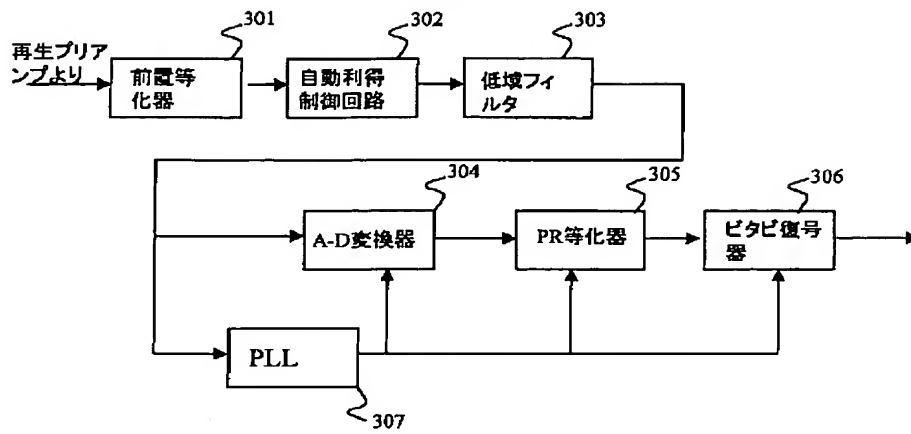 301
302
303
再生プリア
ンプより
前置等
化器
自動利得
制御回路
低域フィ
ルタ
304
305
306
A-D変換器
PR等化器
ビタビ復号
器
PLL
307